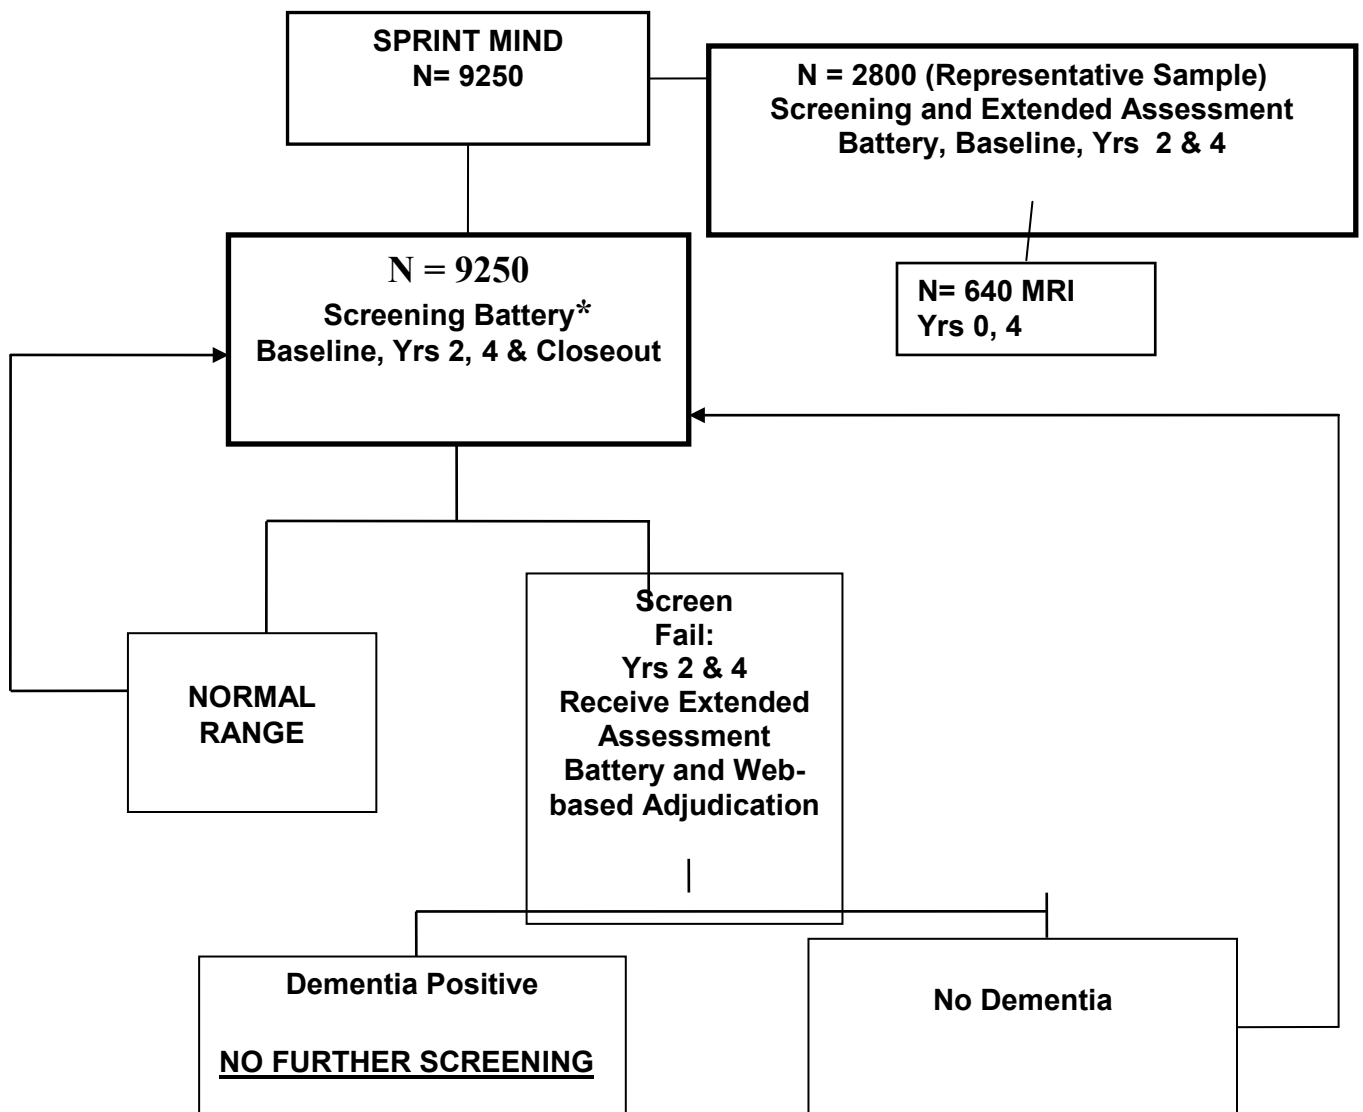 SPRINT MIND
N= 9250
N = 2800 (Representative Sample)
Screening and Extended Assessment
Battery, Baseline, Yrs 2 & 4
N = 9250
Screening Battery*
Baseline, Yrs 2, 4 & Closeout
N= 640 MRI
Yrs 0, 4
NORMAL
RANGE
Screen
Fail:
Yrs 2 & 4
Receive Extended
Assessment
Battery and Web-
based Adjudication
Dementia Positive
NO FURTHER SCREENING
No Dementia